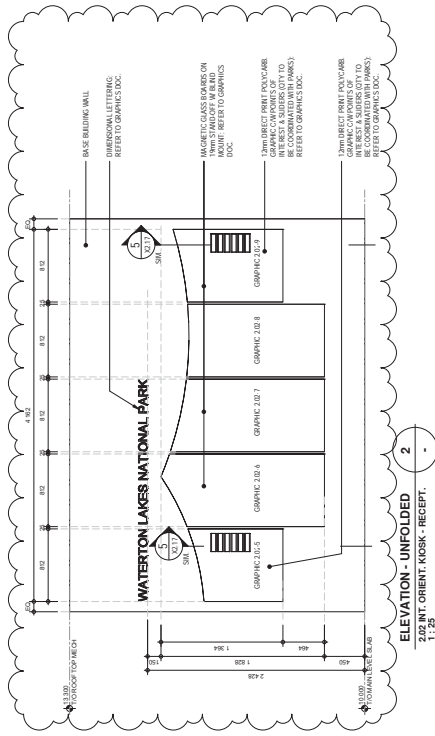 BASE BUILDING WALL
DIMENSIONAL LETTERING:
REFER TO GRAPHICS DOC.
MAGNETIC GLASS BOARDS ON
19mm STAND-OFF W BLIND
MOUNT: REFER TO GRAPHICS
DOC
12mm DIRECT PRINT POLYCARB.
GRAPHIC C/W POINTS OF
INTEREST & SLIDERS (QTY TO
BE COORDINATED WITH PARKS);
REFER GRAPHICS DOC.
12mm DIRECT PRINT POLYCARB.
GRAPHIC C/W POINTS OF
INTEREST & SLIDERS (QTY TO
BE COORDINATED WITH PARKS);
REFER GRAPHICS DOC.
EQ
812
25
812
25
812
25
812
25
812
EQ
4 162
13 300
T/O ROOF TOP MECH
WATERTON LAKES NATIONAL PARK
5
X2.17
SIM.
5
X2.17
SIM.
GRAPHIC 2.02-5
GRAPHIC 2.02-6
GRAPHIC 2.02-7
GRAPHIC 2.02-8
GRAPHIC 2.02-9
150
1 364
464
1 828
450
2 428
10 000
T/O MAIN LEVEL SLAB
ELEVATION - UNFOLDED
2.02 INT. ORIENT. KIOSK - RECEPT.
1 : 25
2
-